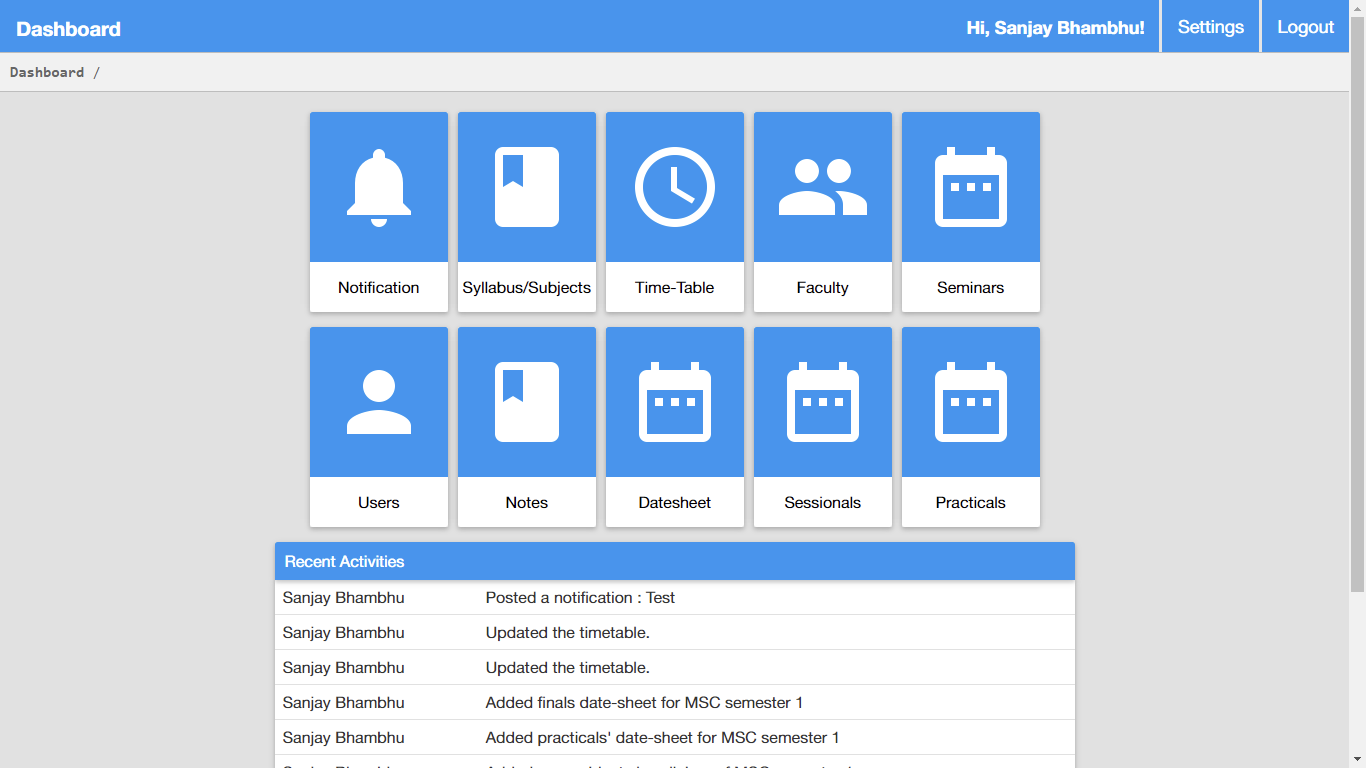 Dashboard
Hi, Sanjay Bhambhu! Settings Logout
Dashboard /
Notification Syllabus/Subjects Time-Table Faculty Seminars
Users Notes Datesheet Sessionals Practicals
Recent Activities
Sanjay Bhambhu Posted a notification : Test
Sanjay Bhambhu Updated the timetable.
Sanjay Bhambhu Updated the timetable.
Sanjay Bhambhu Added finals date-sheet for MSC semester 1
Sanjay Bhambhu Added practicals' date-sheet for MSC semester 1